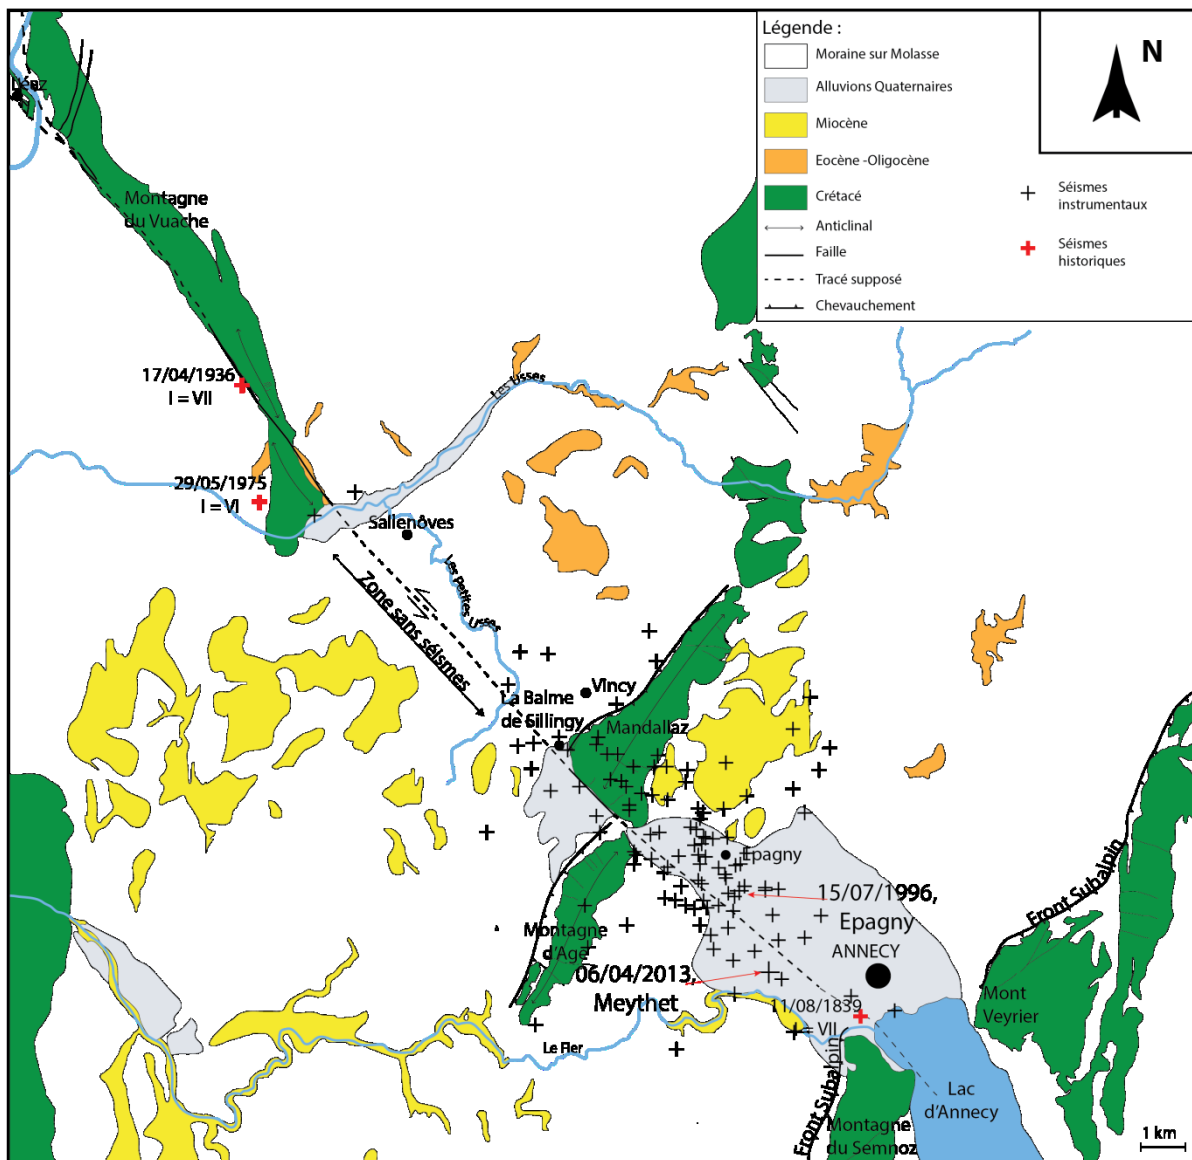 Légende :
Moraine sur Molasse
Alluvions Quaternaires
Miocène
Eocène -Oligocène
Crétacé
Anticlinal
Faille
Tracé supposé
Chevauchement
Séismes
instrumentaux
Séismes
historiques
N
Léaz
Montagne
du Vuache
17/04/1936
I = VII
29/05/1975
I = VI
Les Usses
Sallenôves
Les Petites Usses
Zone sans séismes
La Balme
de Sillingy
Vincy
Mandallaz
Epagny
15/07/1996,
Epagny
ANNECY
Montagne
d'Age
06/04/2013,
Meythet
11/08/1839
I = VII
Le Fier
Front Subalpin
Front Subalpin
Mont
Veyrier
Lac
d'Annecy
Montagne
du Semnoz
1 km